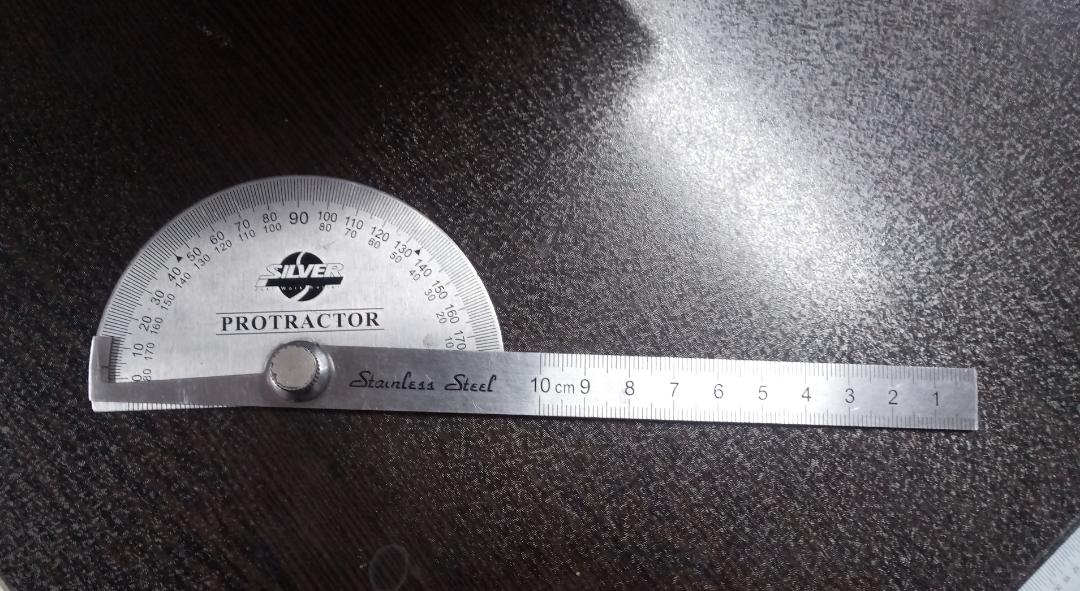 10 20 30 40 50 60 70 80 90 100 110 120 130 140 150 160 170
170 160 150 140 130 120 110 100 80 70 60 50 40 30 20 10
SILVER
PROTRACTOR
0
Stainless Steel 10 cm 9 8 7 6 5 4 3 2 1